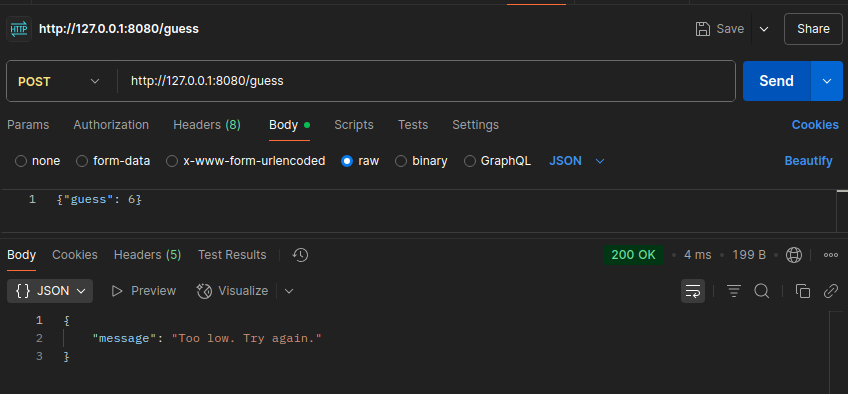 HTTP http://127.0.0.1:8080/guess Save Share
POST http://127.0.0.1:8080/guess Send
Params Authorization Headers (8) Body Scripts Tests Settings Cookies
none form-data x-www-form-urlencoded raw binary GraphQL JSON Beautify
1 {"guess": 6}
Body Cookies Headers (5) Test Results 200 OK • 4 ms • 199 B •
{} JSON Preview Visualize
1 {
2 "message": "Too low. Try again."
3 }